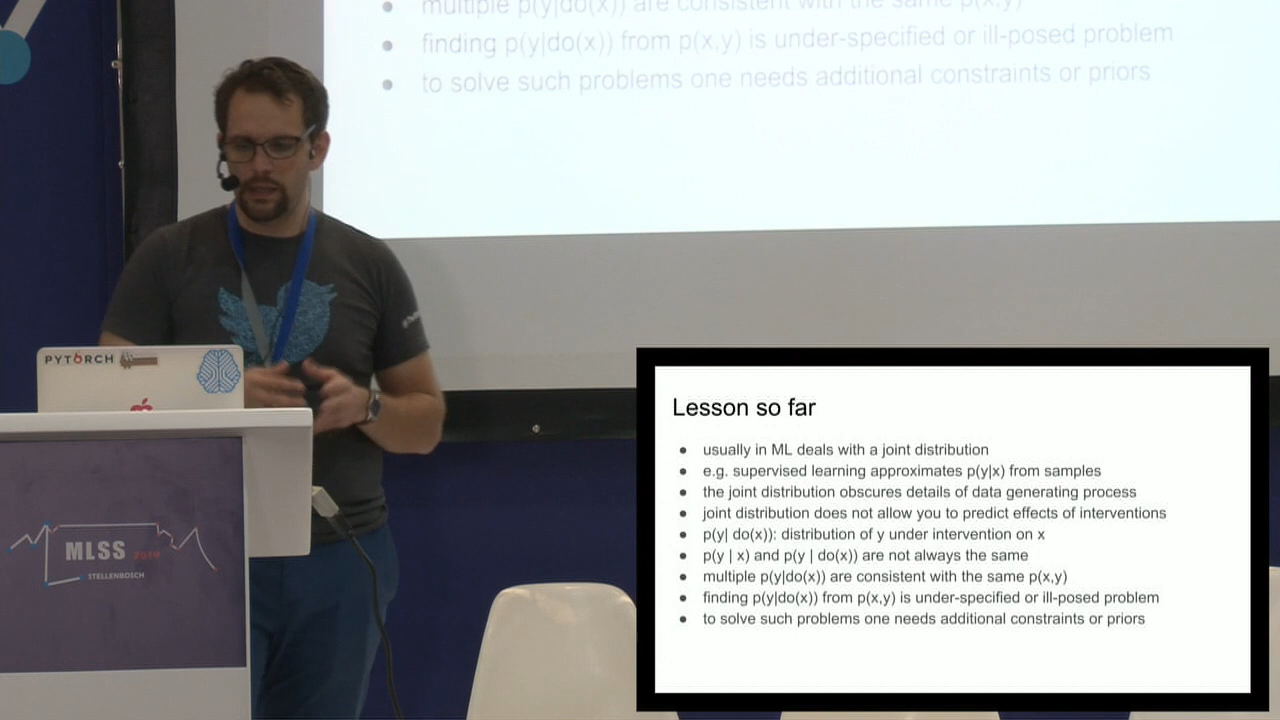 multiple p(y|do(x)) are consistent with the same p(x,y)
finding p(y|do(x)) from p(x,y) is under-specified or ill-posed problem
to solve such problems one needs additional constraints or priors
PYTORCH
MLSS 2019
STELLENBOSCH
Lesson so far
usually in ML deals with a joint distribution
e.g. supervised learning approximates p(y|x) from samples
the joint distribution obscures details of data generating process
joint distribution does not allow you to predict effects of interventions
p(y| do(x)): distribution of y under intervention on x
p(y | x) and p(y | do(x)) are not always the same
multiple p(y|do(x)) are consistent with the same p(x,y)
finding p(y|do(x)) from p(x,y) is under-specified or ill-posed problem
to solve such problems one needs additional constraints or priors